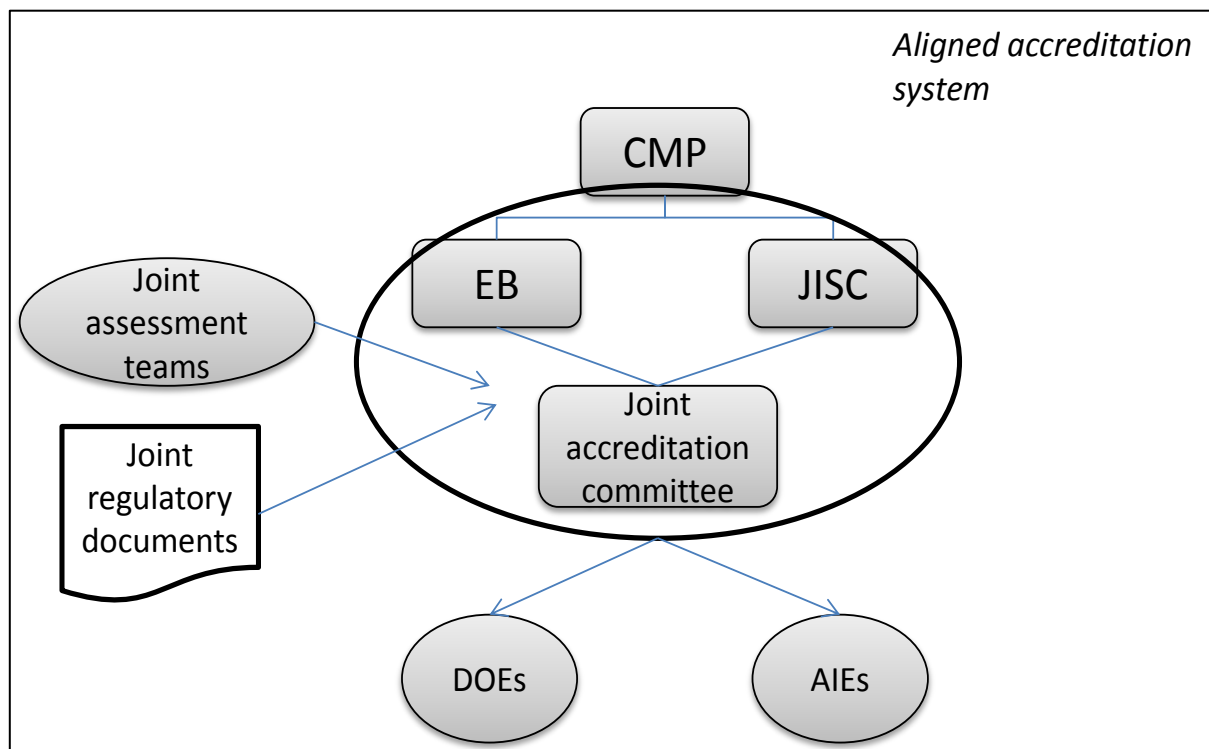 Aligned accreditation
system
CMP
EB
JISC
Joint
assessment
teams
Joint
accreditation
committee
Joint
regulatory
documents
DOEs
AIEs